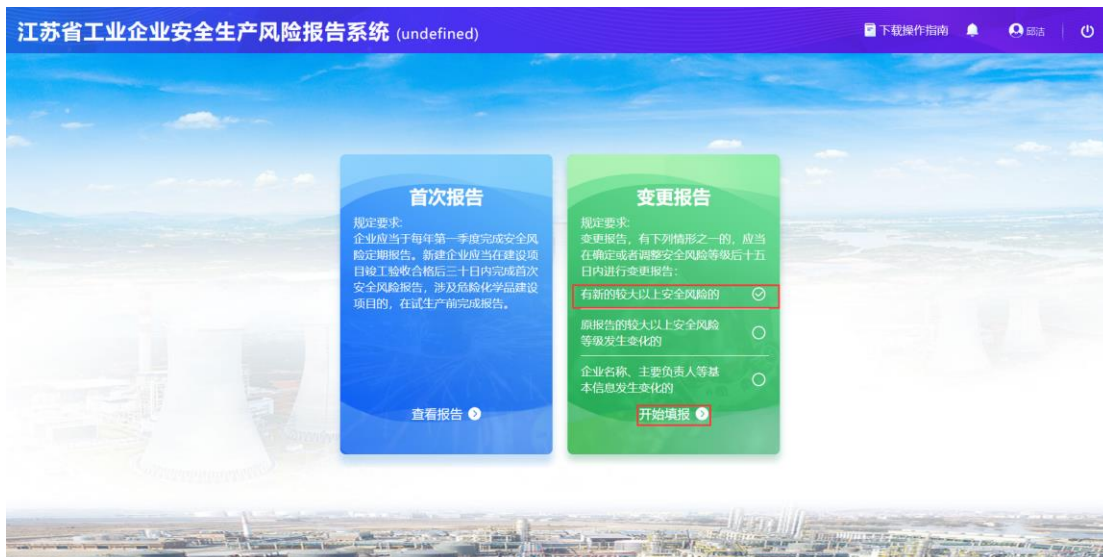 江苏省工业企业安全生产风险报告系统 (undefined)
下载操作指南
邱洁
首次报告
规定要求:
企业应当于每年第一季度完成安全风
险定期报告。新建企业应当在建设项
目竣工验收合格后三十日内完成首次
安全风险报告，涉及危险化学品建设
项目的，在试生产前完成报告。
查看报告
变更报告
规定要求:
变更报告，有下列情形之一的，应当
在确定或者调整安全风险等级后十五
日内进行变更报告：
有新的较大以上安全风险的
原报告的较大以上安全风险
等级发生变化的
企业名称、主要负责人等基
本信息发生变化的
开始填报